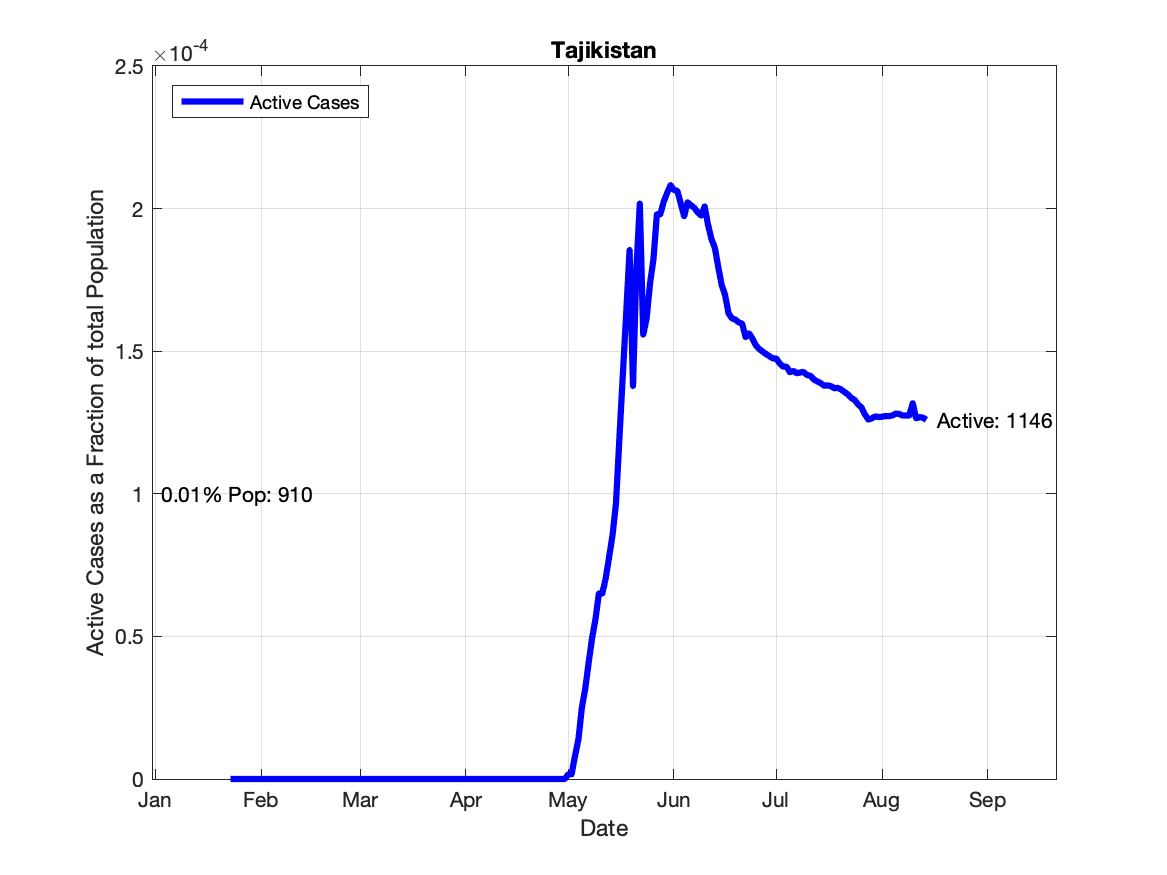 Tajikistan
×10-4
Active Cases
2.5
2
1.5
1
0.5
0
Active Cases as a Fraction of total Population
0.01% Pop: 910
Active: 1146
Jan Feb Mar Apr May Jun Jul Aug Sep
Date